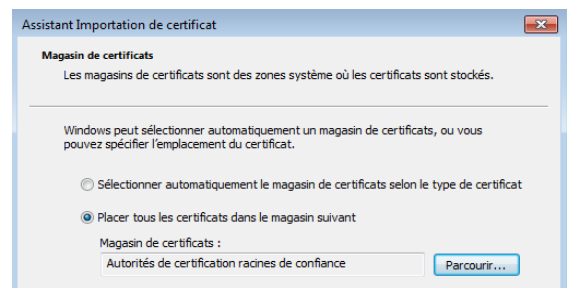 Assistant Importation de certificat
Magasin de certificats
Les magasins de certificats sont des zones système où les certificats sont stockés.
Windows peut sélectionner automatiquement un magasin de certificats, ou vous
pouvez spécifier l'emplacement du certificat.
Sélectionner automatiquement le magasin de certificats selon le type de certificat
Placer tous les certificats dans le magasin suivant
Magasin de certificats :
Autorités de certification racines de confiance
Parcourir...